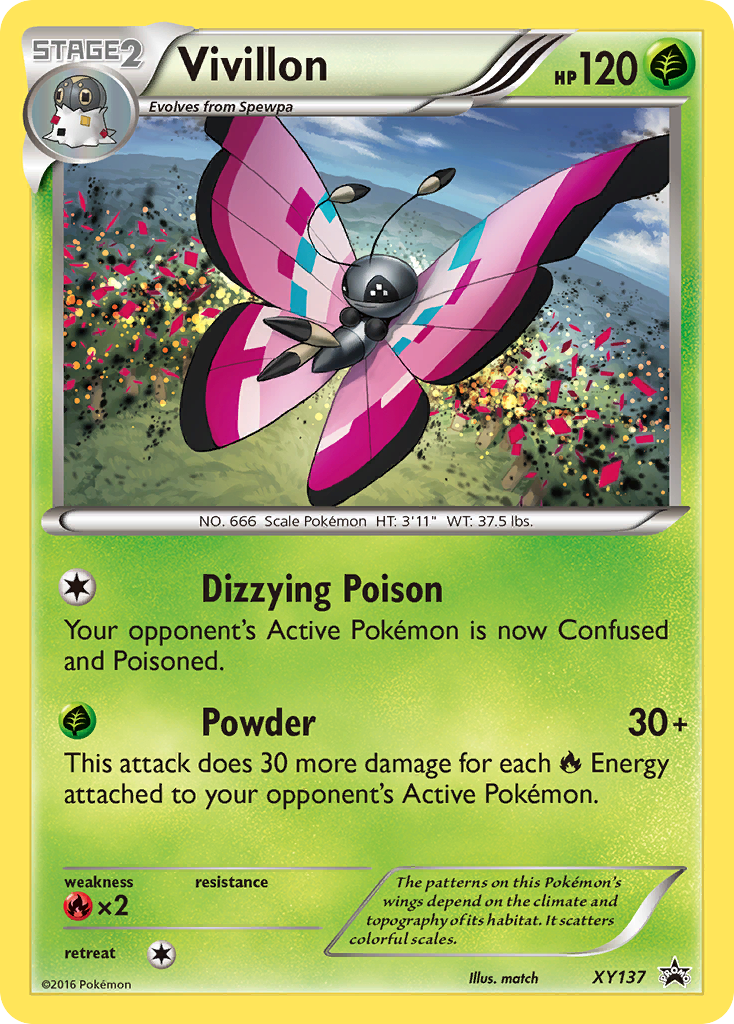 STAGE2
Vivillon
HP120
Evolves from Spewpa
NO. 666 Scale Pokémon HT: 3'11" WT: 37.5 lbs.
Dizzying Poison
Your opponent's Active Pokémon is now Confused
and Poisoned.
Powder 30+
This attack does 30 more damage for each Energy
attached to your opponent's Active Pokémon.
weakness resistance
×2
retreat
The patterns on this Pokémon's
wings depend on the climate and
topography of its habitat. It scatters
colorful scales.
©2016 Pokémon Illus. match XY137 PROMO